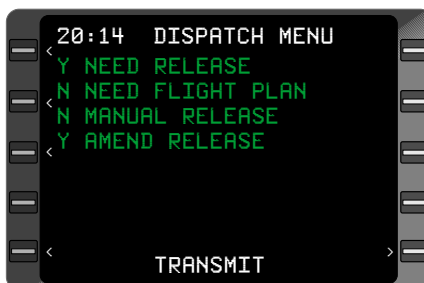 20:14 DISPATCH MENU
Y NEED RELEASE
N NEED FLIGHT PLAN
N MANUAL RELEASE
Y AMEND RELEASE
TRANSMIT